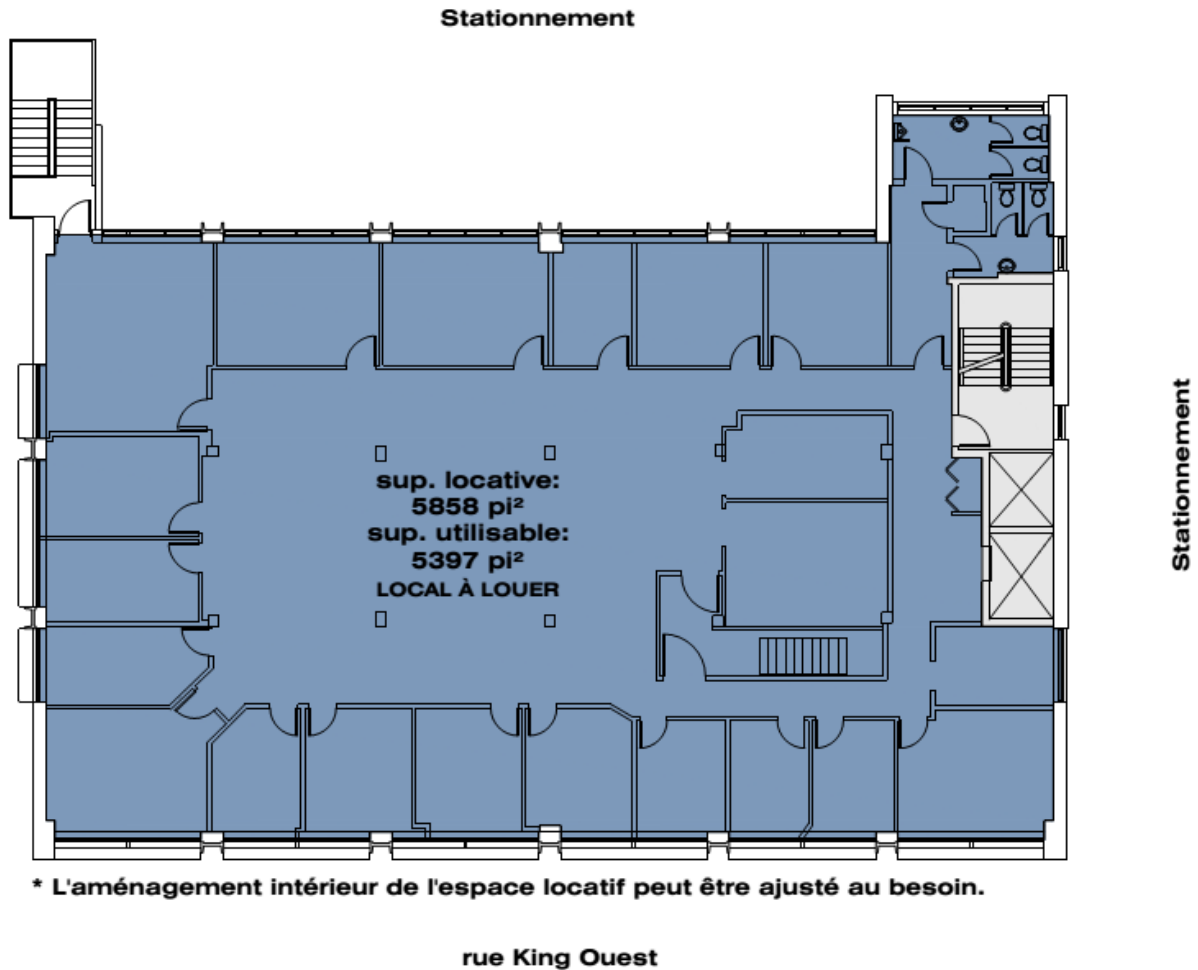 Stationnement
sup. locative:
5858 pi²
sup. utilisable:
5397 pi²
LOCAL À LOUER
Stationnement
* L'aménagement intérieur de l'espace locatif peut être ajusté au besoin.
rue King Ouest